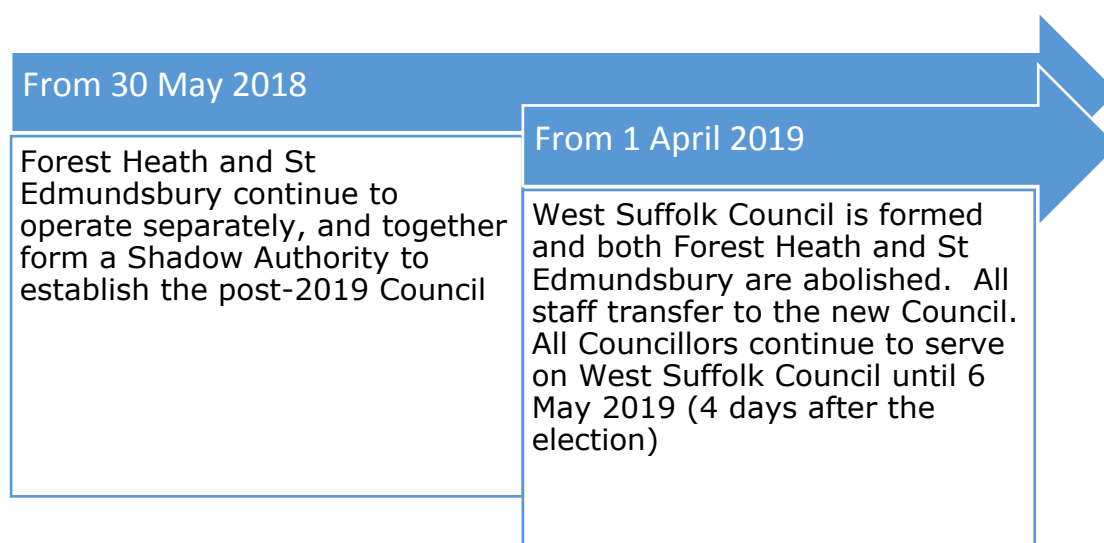 From 30 May 2018
Forest Heath and St
Edmundsbury continue to
operate separately, and together
form a Shadow Authority to
establish the post-2019 Council
From 1 April 2019
West Suffolk Council is formed
and both Forest Heath and St
Edmundsbury are abolished.  All
staff transfer to the new Council.
All Councillors continue to serve
on West Suffolk Council until 6
May 2019 (4 days after the
election)